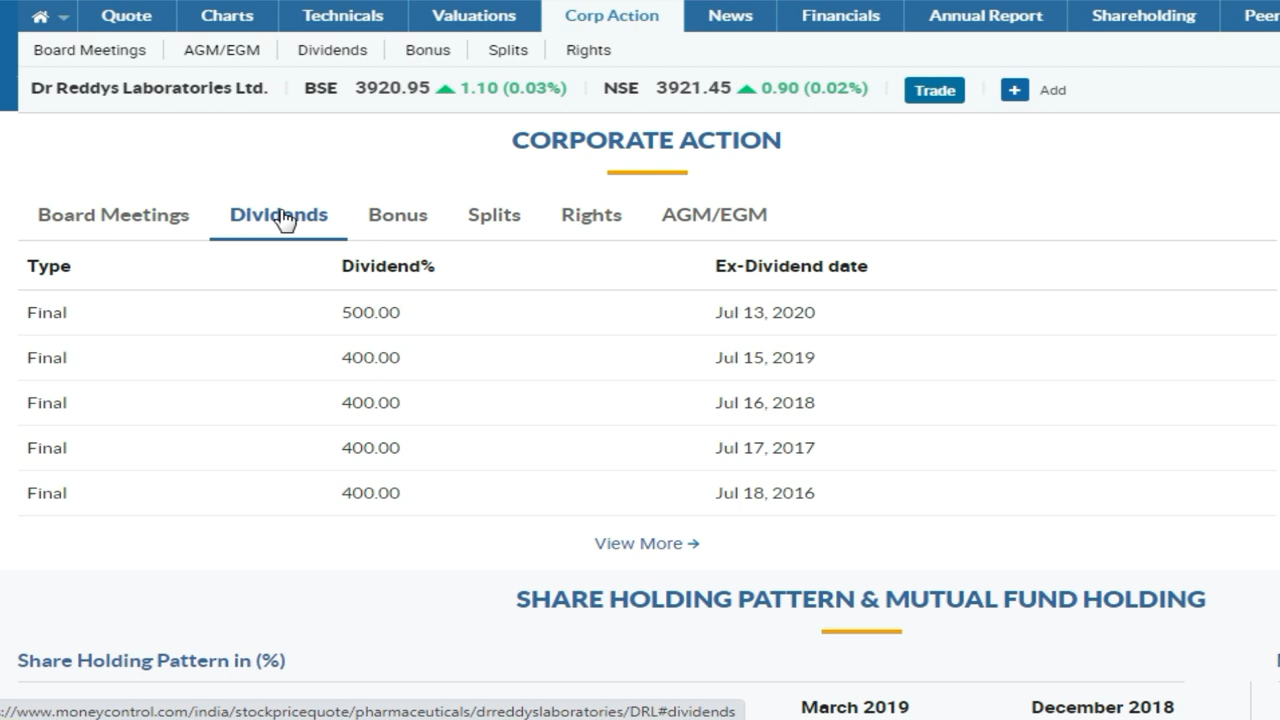 Quote Charts Technicals Valuations Corp Action News Financials Annual Report Shareholding Peer
Board Meetings AGM/EGM Dividends Bonus Splits Rights
Dr Reddys Laboratories Ltd. BSE 3920.95 1.10 (0.03%) NSE 3921.45 0.90 (0.02%) Trade + Add
CORPORATE ACTION
Board Meetings Dividends Bonus Splits Rights AGM/EGM
Type Dividend% Ex-Dividend date
Final 500.00 Jul 13, 2020
Final 400.00 Jul 15, 2019
Final 400.00 Jul 16, 2018
Final 400.00 Jul 17, 2017
Final 400.00 Jul 18, 2016
View More →
SHARE HOLDING PATTERN & MUTUAL FUND HOLDING
Share Holding Pattern in (%)
://www.moneycontrol.com/india/stockpricequote/pharmaceuticals/drreddyslaboratories/DRL#dividends March 2019 December 2018